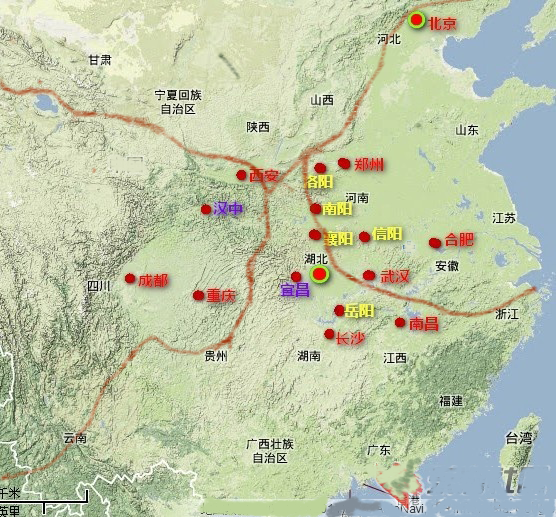 北京
河北
甘肃
宁夏回族
自治区
山西
陕西
山东
郑州
西安
洛阳
河南
汉中
南阳
江苏
襄阳
信阳
合肥
湖北
安徽
成都
四川
武汉
重庆
宜昌
岳阳
浙江
南昌
长沙
贵州
湖南
江西
福建
云南
广西壮族
自治区
广东
台湾
千米
英里
Navi